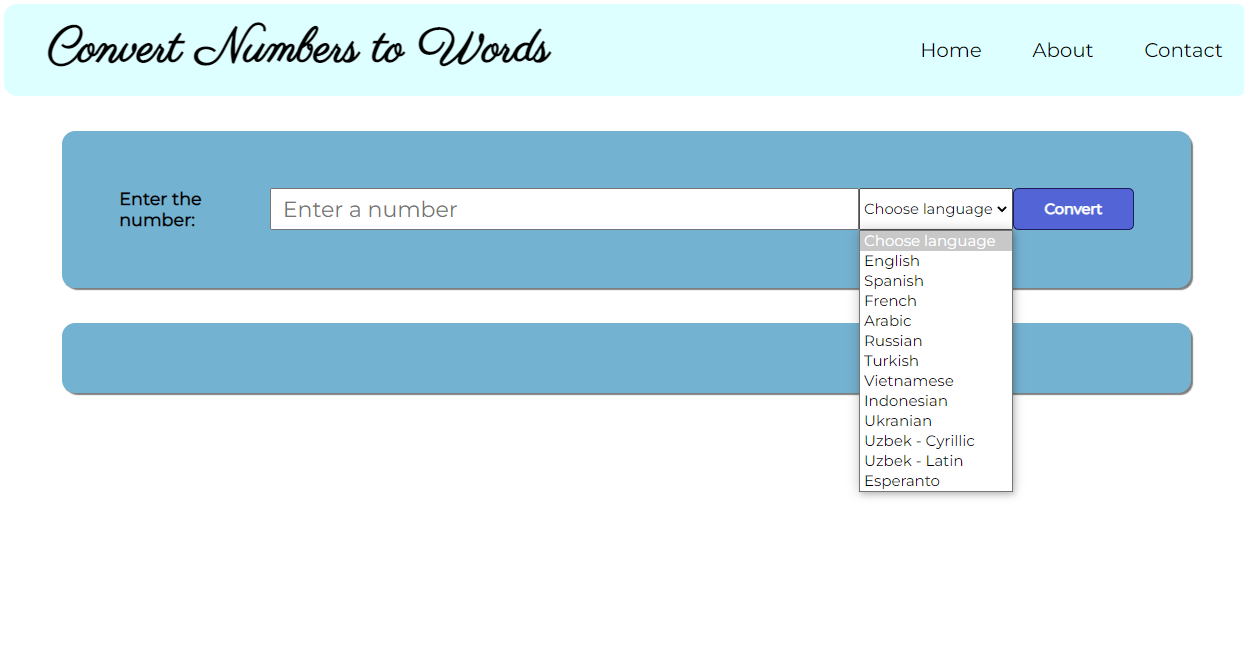 Convert Numbers to Words
Home
About
Contact
Enter the
number:
Enter a number
Choose language
Convert
Choose language
English
Spanish
French
Arabic
Russian
Turkish
Vietnamese
Indonesian
Ukranian
Uzbek - Cyrillic
Uzbek - Latin
Esperanto